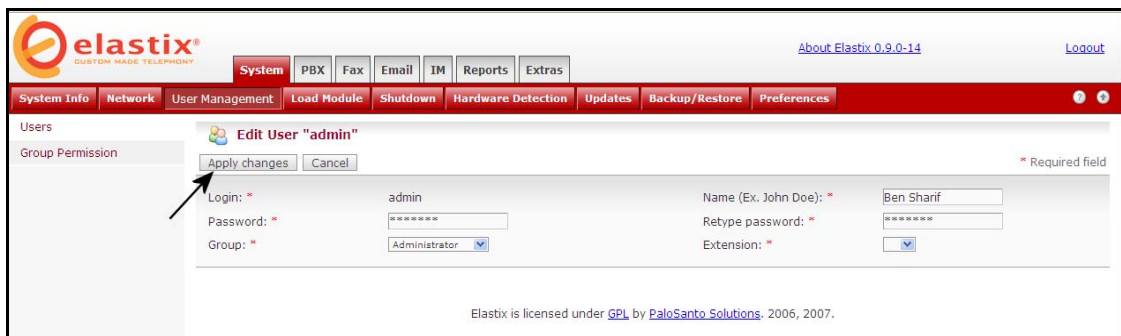 elastix®
CUSTOM MADE TELEPHONY
About Elastix 0.9.0-14
Logout
System PBX Fax Email IM Reports Extras
System Info Network User Management Load Module Shutdown Hardware Detection Updates Backup/Restore Preferences
Users
Group Permission
Edit User "admin"
Apply changes Cancel
* Required field
Login: * admin Name (Ex. John Doe): * Ben Sharif
Password: * ******* Retype password: * *******
Group: * Administrator Extension: *
Elastix is licensed under GPL by PaloSanto Solutions. 2006, 2007.